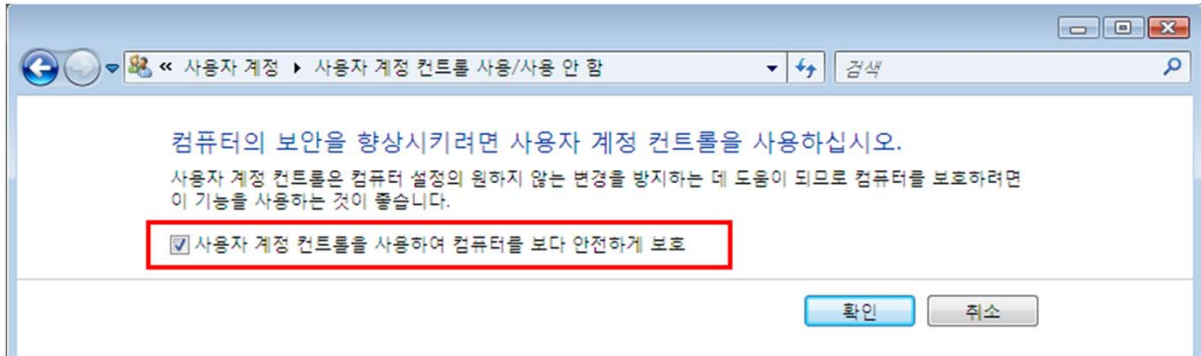 « 사용자 계정 ▸ 사용자 계정 컨트롤 사용/사용 안 함
검색
컴퓨터의 보안을 향상시키려면 사용자 계정 컨트롤을 사용하십시오.
사용자 계정 컨트롤은 컴퓨터 설정의 원하지 않는 변경을 방지하는 데 도움이 되므로 컴퓨터를 보호하려면
이 기능을 사용하는 것이 좋습니다.
사용자 계정 컨트롤을 사용하여 컴퓨터를 보다 안전하게 보호
확인
취소